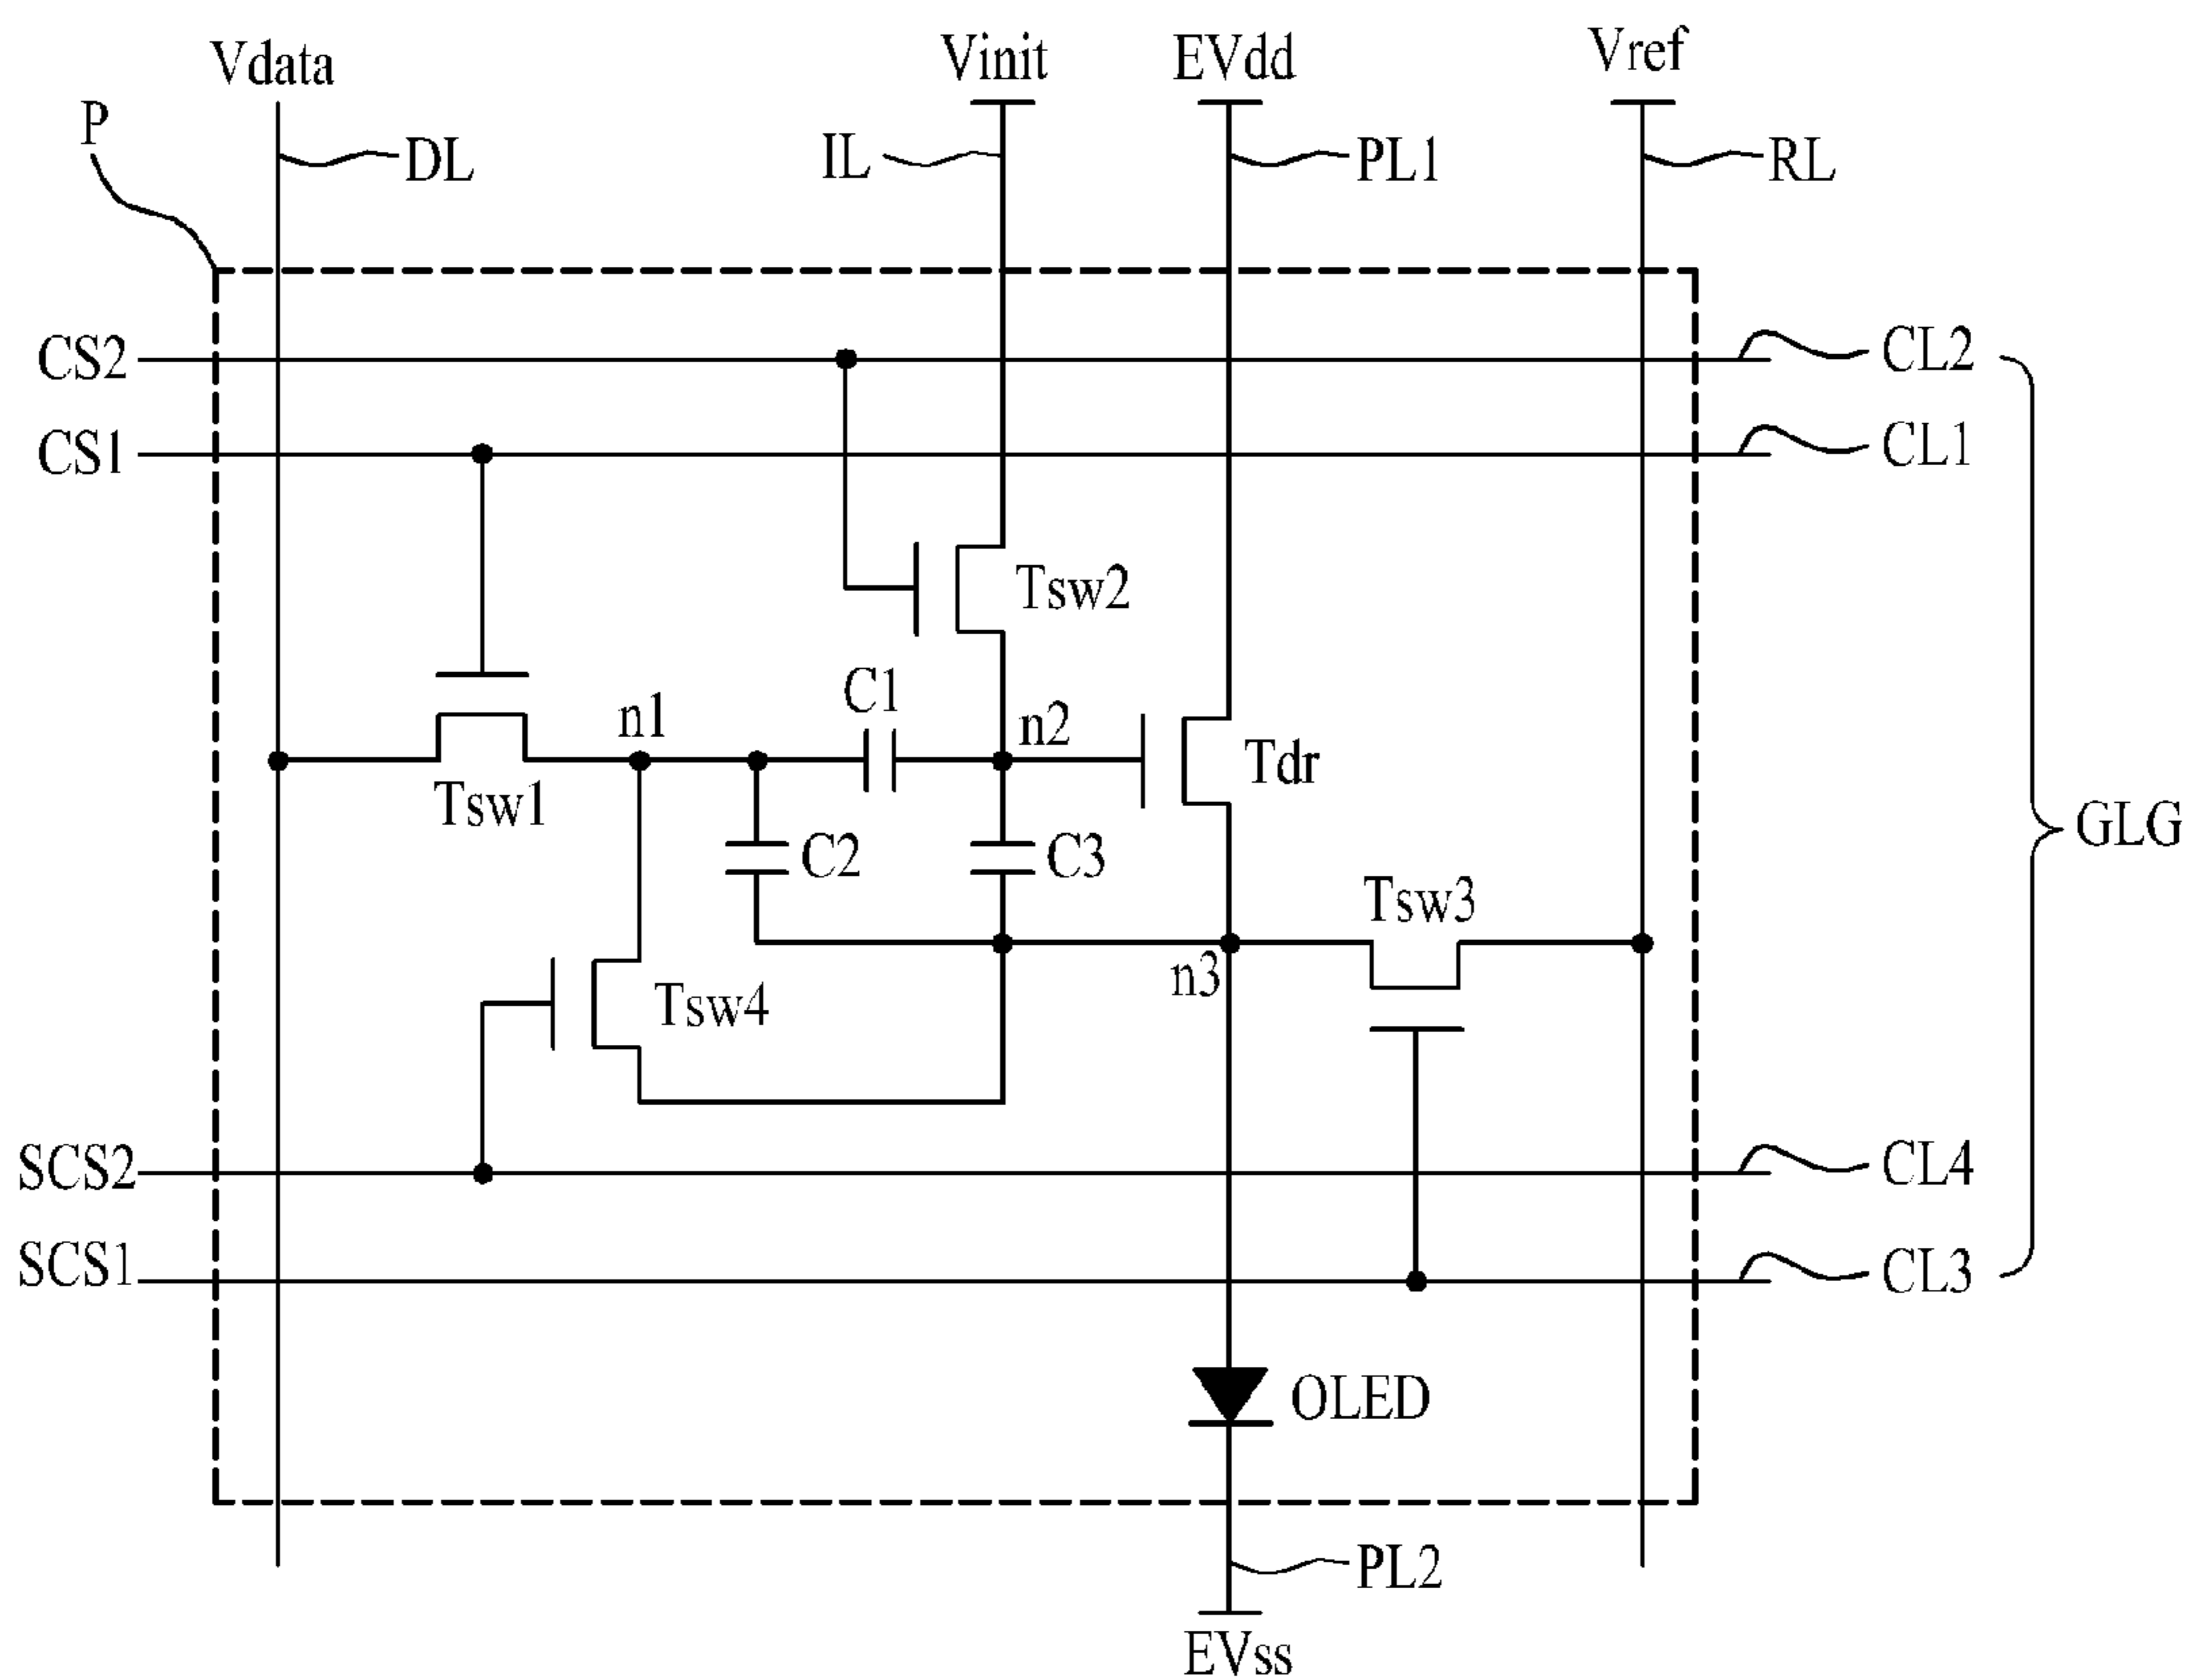 Vdata
Vinit
EVdd
Vref
P
DL
IL
PL1
RL
CS2
CL2
CS1
CL1
Tsw2
C1
n1
n2
Tdr
Tsw1
C2
C3
GLG
Tsw3
n3
Tsw4
SCS2
CL4
SCS1
CL3
OLED
PL2
EVss